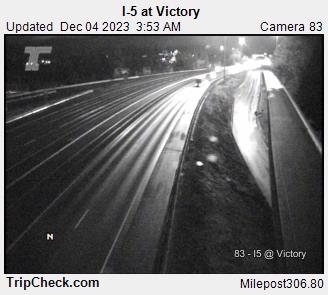 I-5 at Victory
Updated Dec 04 2023 3:53 AM Camera 83
N
83 - I5 @ Victory
TripCheck.com Milepost306.80